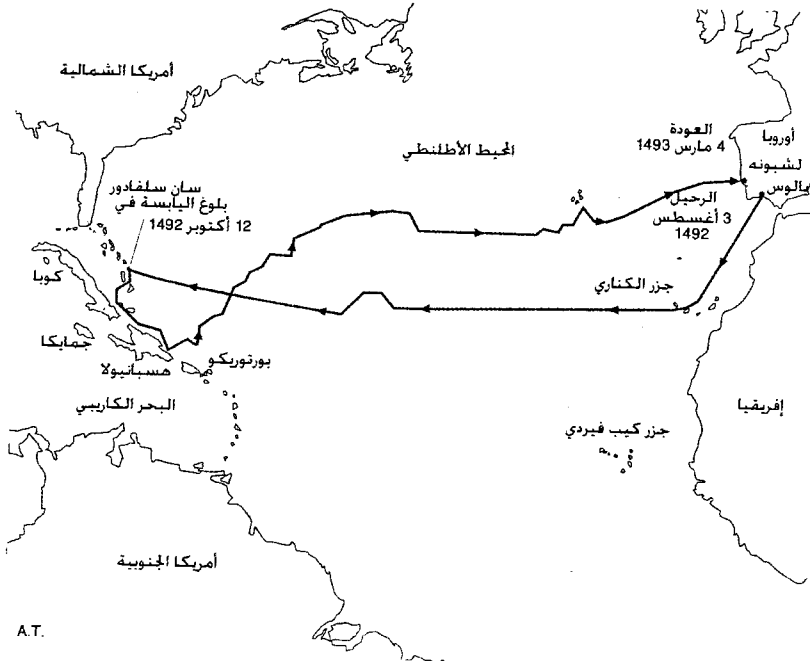 أمريكا الشمالية
المحيط الأطلنطي
العودة
4 مارس 1493
أوروبا
لشبونه
بالوس
الرحيل
3 أغسطس
1492
سان سلفادور
بلوغ اليابسة في
12 أكتوبر 1492
كوبا
جزر الكناري
جمايكا
هسبانيولا
بورتوريكو
البحر الكاريبي
إفريقيا
جزر كيب فيردي
أمريكا الجنوبية
A.T.